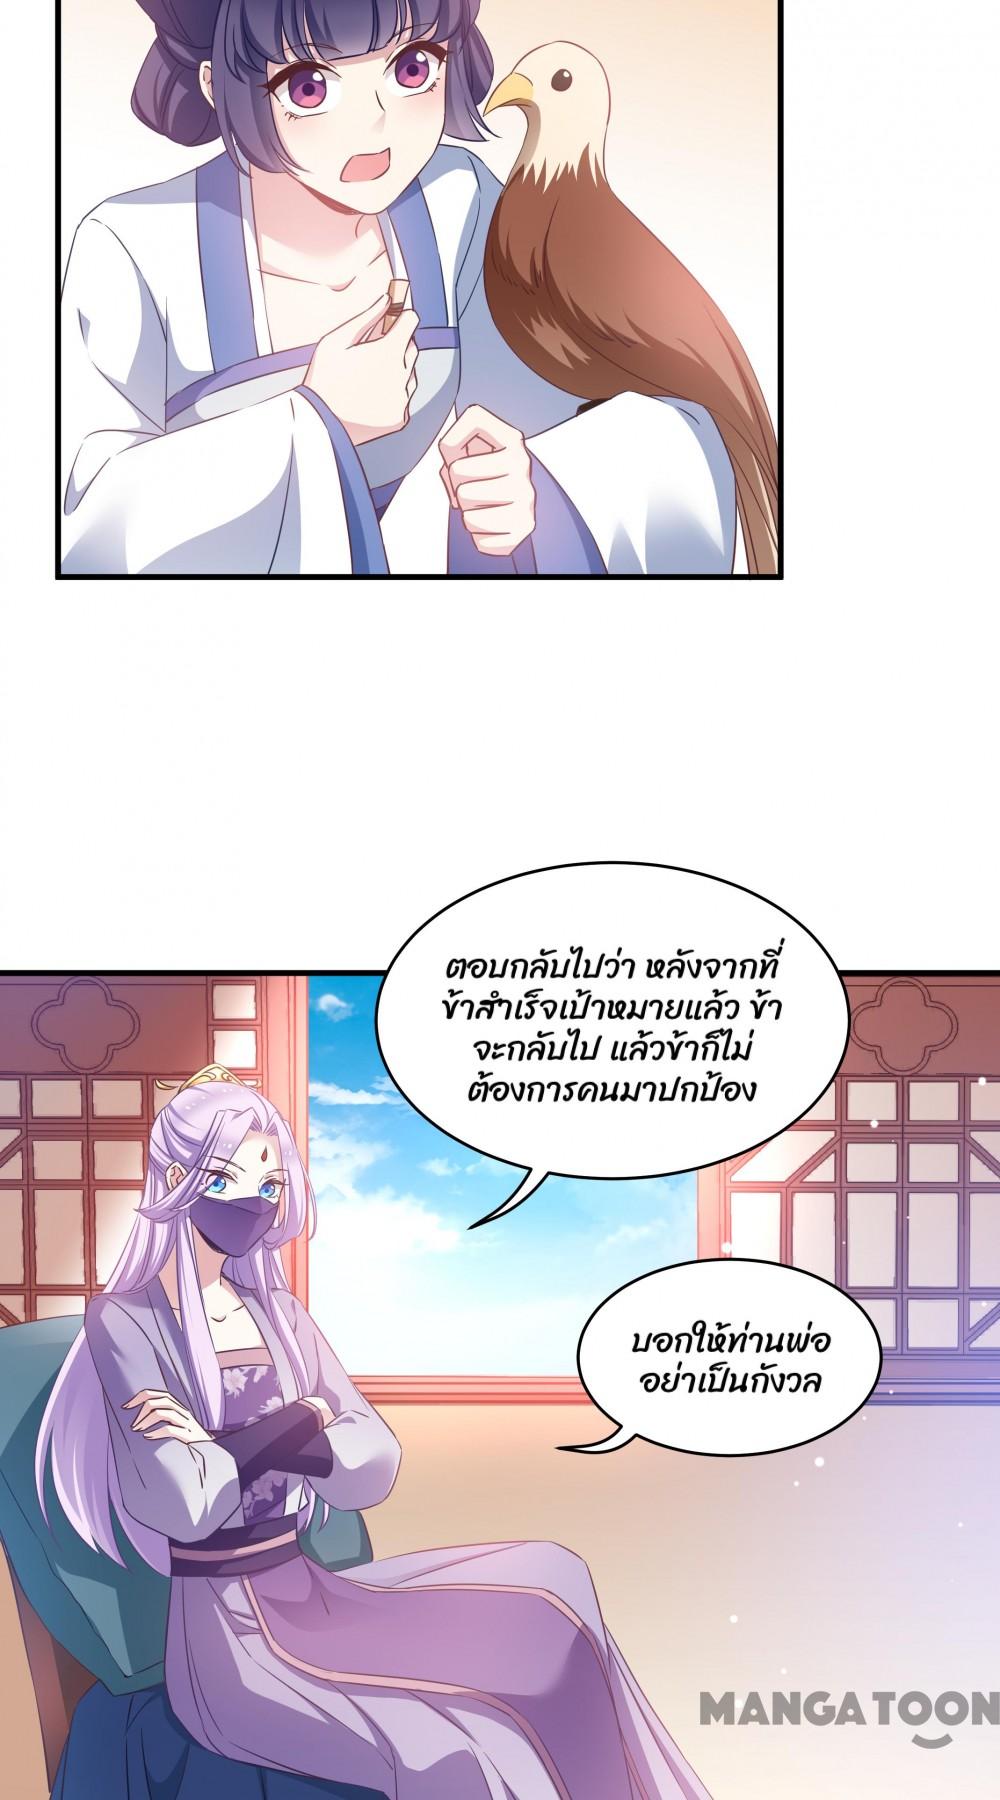 ตอบกลับไปว่า หลังจากที่
ข้าสำเร็จเป้าหมายแล้ว ข้า
จะกลับไป แล้วข้าก็ไม่
ต้องการคนมาปกป้อง
บอกให้ท่านพ่อ
อย่าเป็นกังวล
MANGATOON